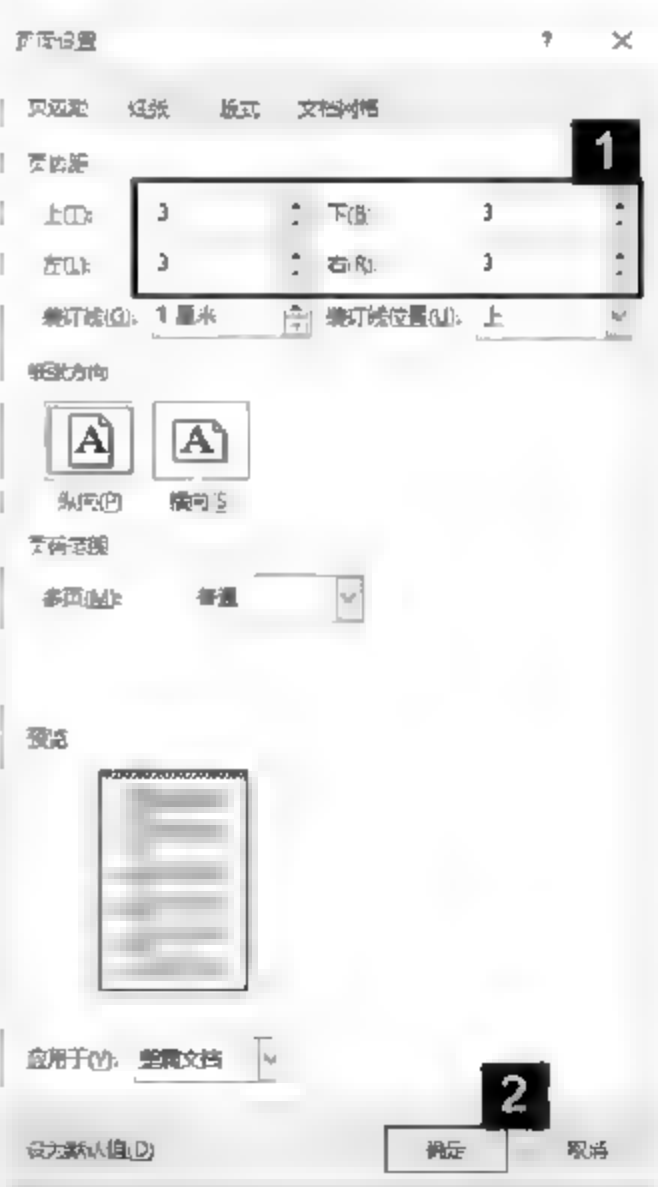 页面设置 ? ×
页边距 纸张 版式 文档网格
1
页边距
上(T): 3 下(B): 3
左(L): 3 右(R): 3
装订线(G): 1 厘米 装订线位置(U): 上
纸张方向
A A
纵向(P) 横向(S)
页码范围
多页(M): 普通
预览
应用于(Y): 整篇文档
2
设为默认值(D) 确定 取消